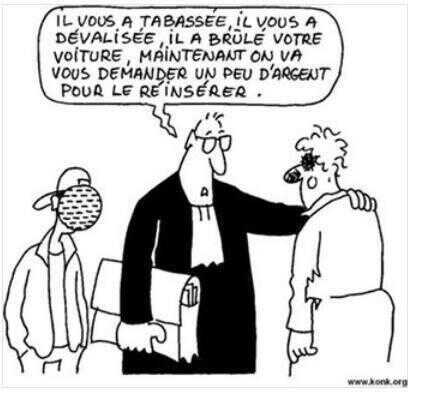 IL VOUS A TABASSÉE, IL VOUS A
DÉVALISÉE, IL A BRÛLÉ VOTRE
VOITURE, MAINTENANT ON VA
VOUS DEMANDER UN PEU D'ARGENT
POUR LE RÉINSÉRER.
www.konk.org